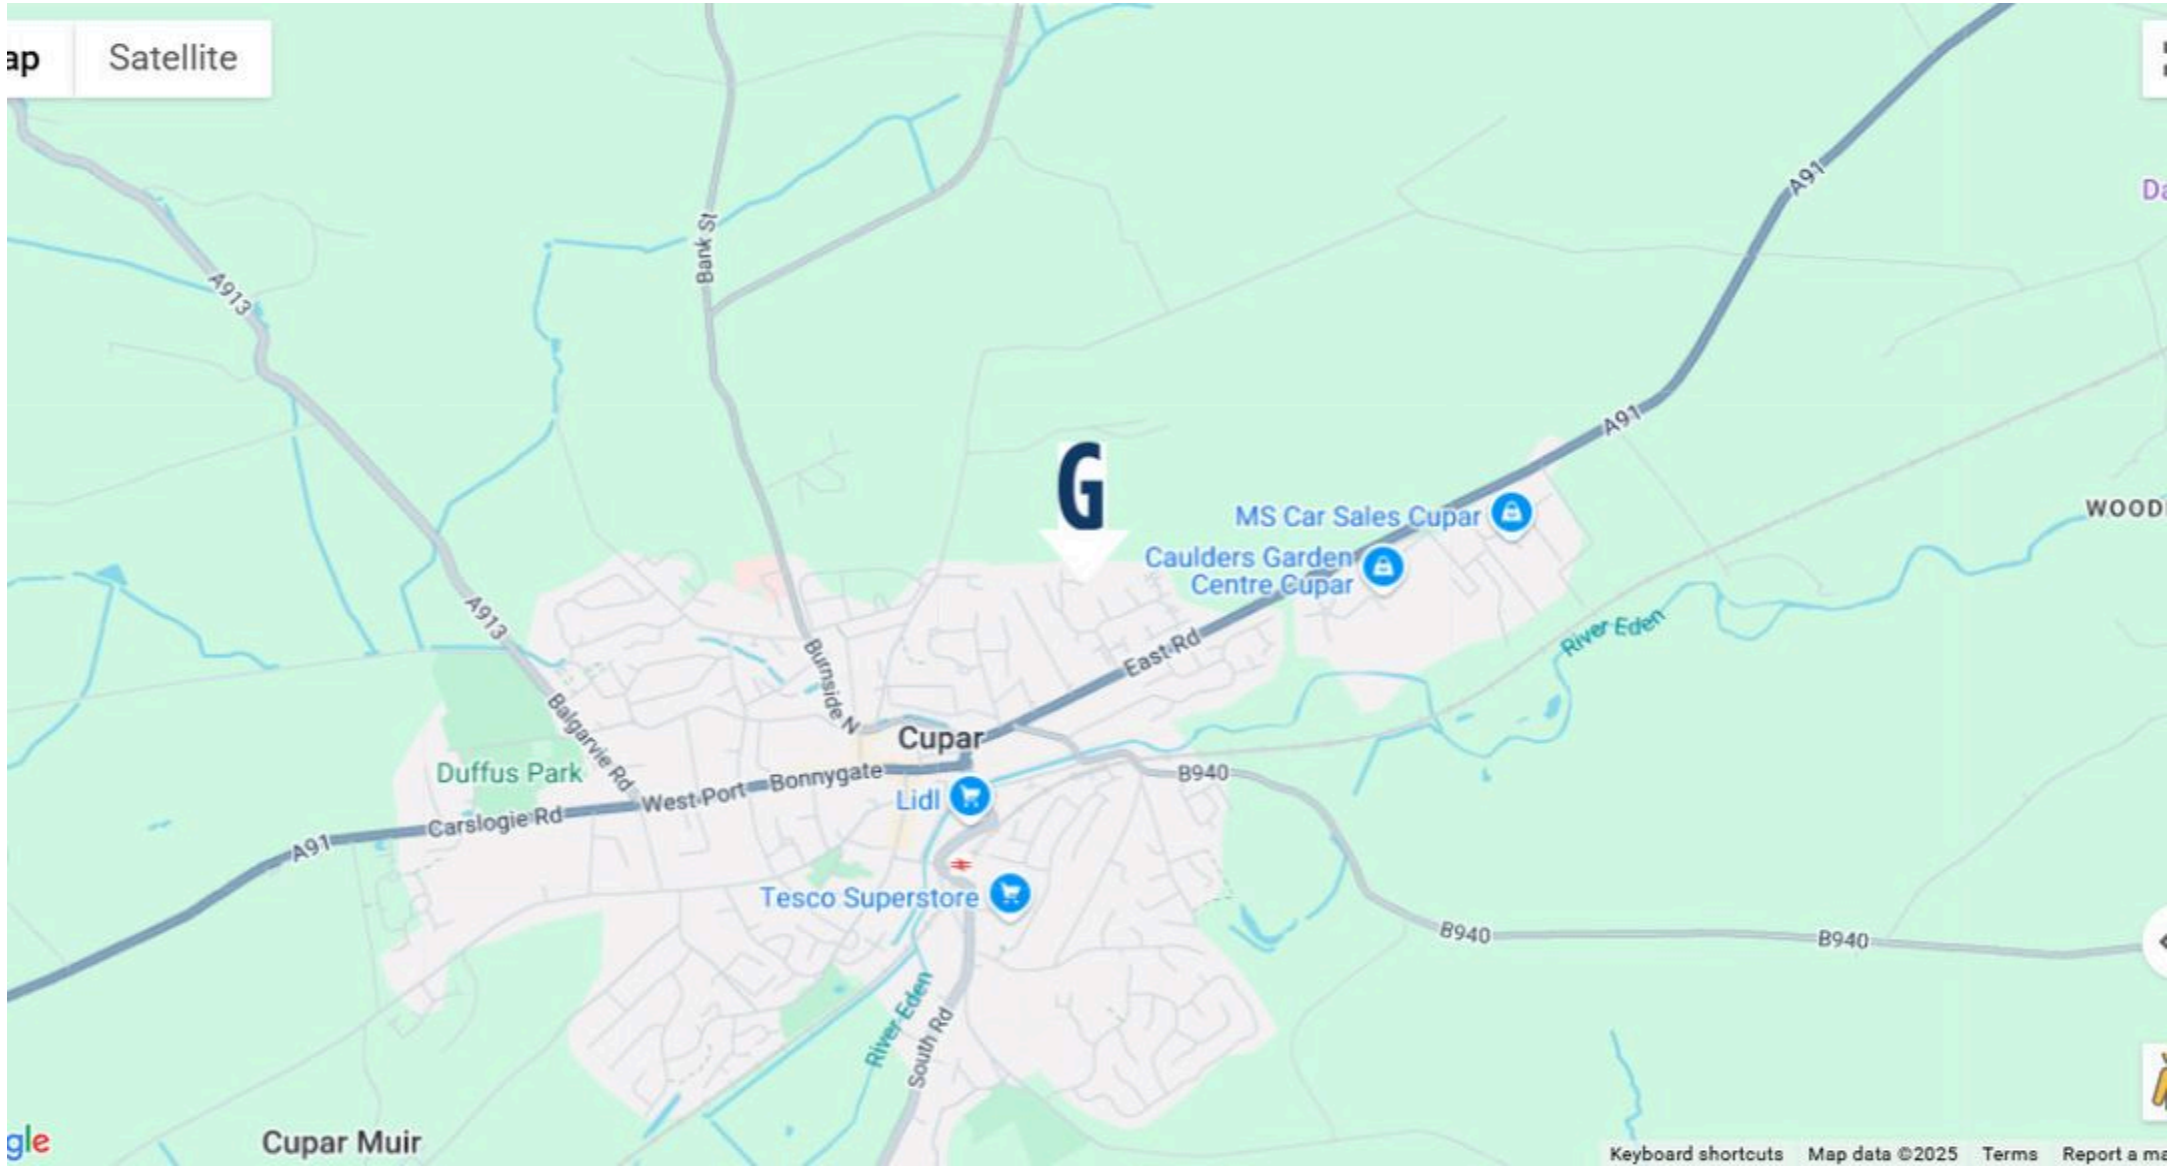 ap
Satellite
A91
Da
Bank St
A913
A91
G
MS Car Sales Cupar
WOOD
Caulders Garden
Centre Cupar
A913
River Eden
East Rd
Burnside N
Balgarvie Rd
Cupar
Duffus Park
B940
Bonnygate
West Port
Lidl
Carslogie Rd
A91
Tesco Superstore
B940
B940
River Eden
South Rd
gle
Cupar Muir
Keyboard shortcuts
Map data ©2025
Terms
Report a ma